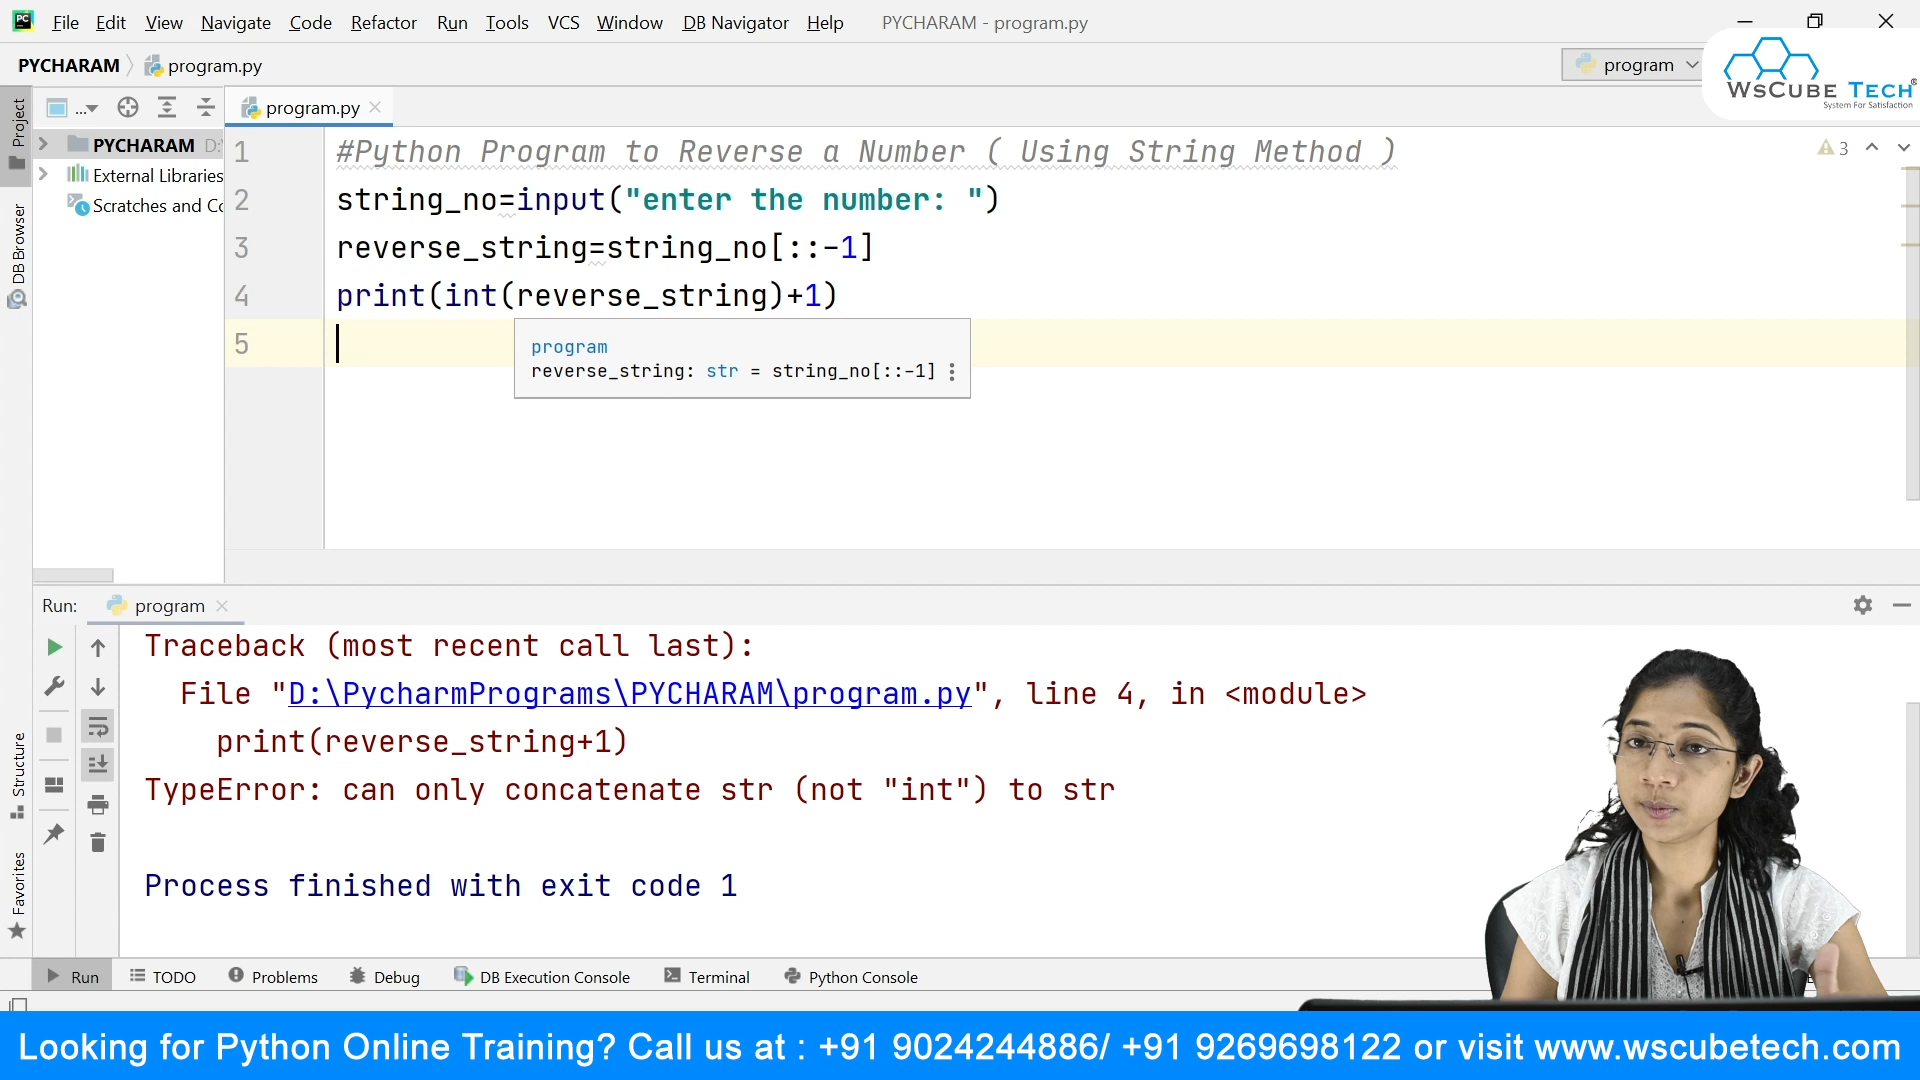 File Edit View Navigate Code Refactor Run Tools VCS Window DB Navigator Help PYCHARAM - program.py
PYCHARAM program.py
program
WsCube Tech®
System For Satisfaction
Project
...
program.py
PYCHARAM D:
External Libraries
Scratches and Co
DB Browser
1 #Python Program to Reverse a Number ( Using String Method )
3
2 string_no=input("enter the number: ")
3 reverse_string=string_no[::-1]
4 print(int(reverse_string)+1)
5
program
reverse_string: str = string_no[::-1]
Run: program
Traceback (most recent call last):
File "D:\PycharmPrograms\PYCHARAM\program.py", line 4, in <module>
print(reverse_string+1)
TypeError: can only concatenate str (not "int") to str
Process finished with exit code 1
Structure
Favorites
Run TODO Problems Debug DB Execution Console Terminal Python Console
Looking for Python Online Training? Call us at : +91 9024244886/ +91 9269698122 or visit www.wscubetech.com